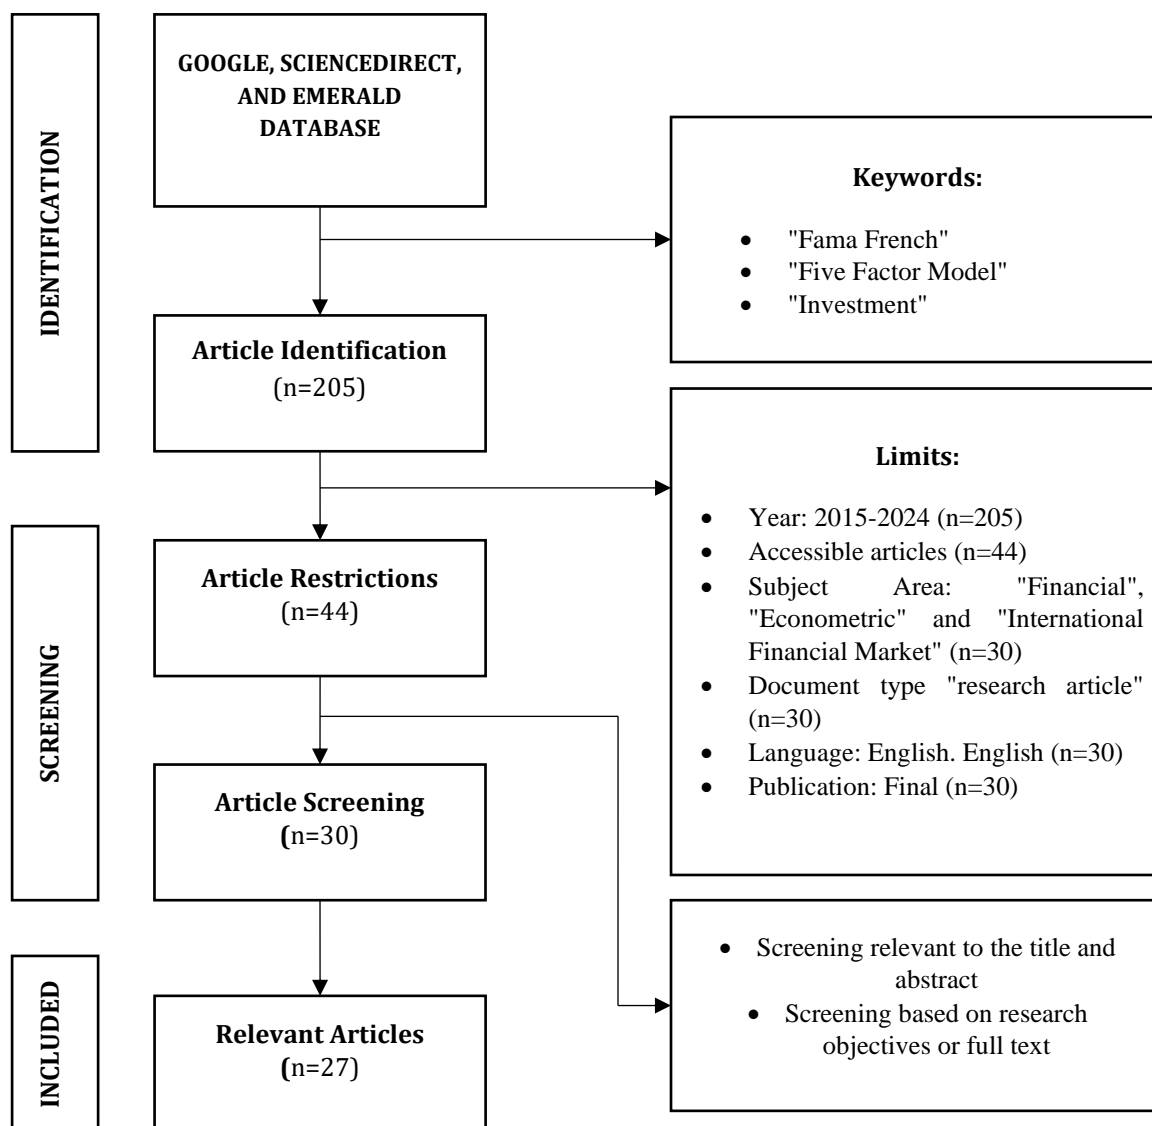 IDENTIFICATION
GOOGLE, SCIENCEDIRECT,
AND EMERALD
DATABASE
Keywords:
• "Fama French"
• "Five Factor Model"
• "Investment"
Article Identification
(n=205)
Limits:
• Year: 2015-2024 (n=205)
• Accessible articles (n=44)
• Subject Area: "Financial",
"Econometric" and "International
Financial Market" (n=30)
• Document type "research article"
(n=30)
• Language: English. English (n=30)
• Publication: Final (n=30)
SCREENING
Article Restrictions
(n=44)
Article Screening
(n=30)
• Screening relevant to the title and
abstract
• Screening based on research
objectives or full text
INCLUDED
Relevant Articles
(n=27)